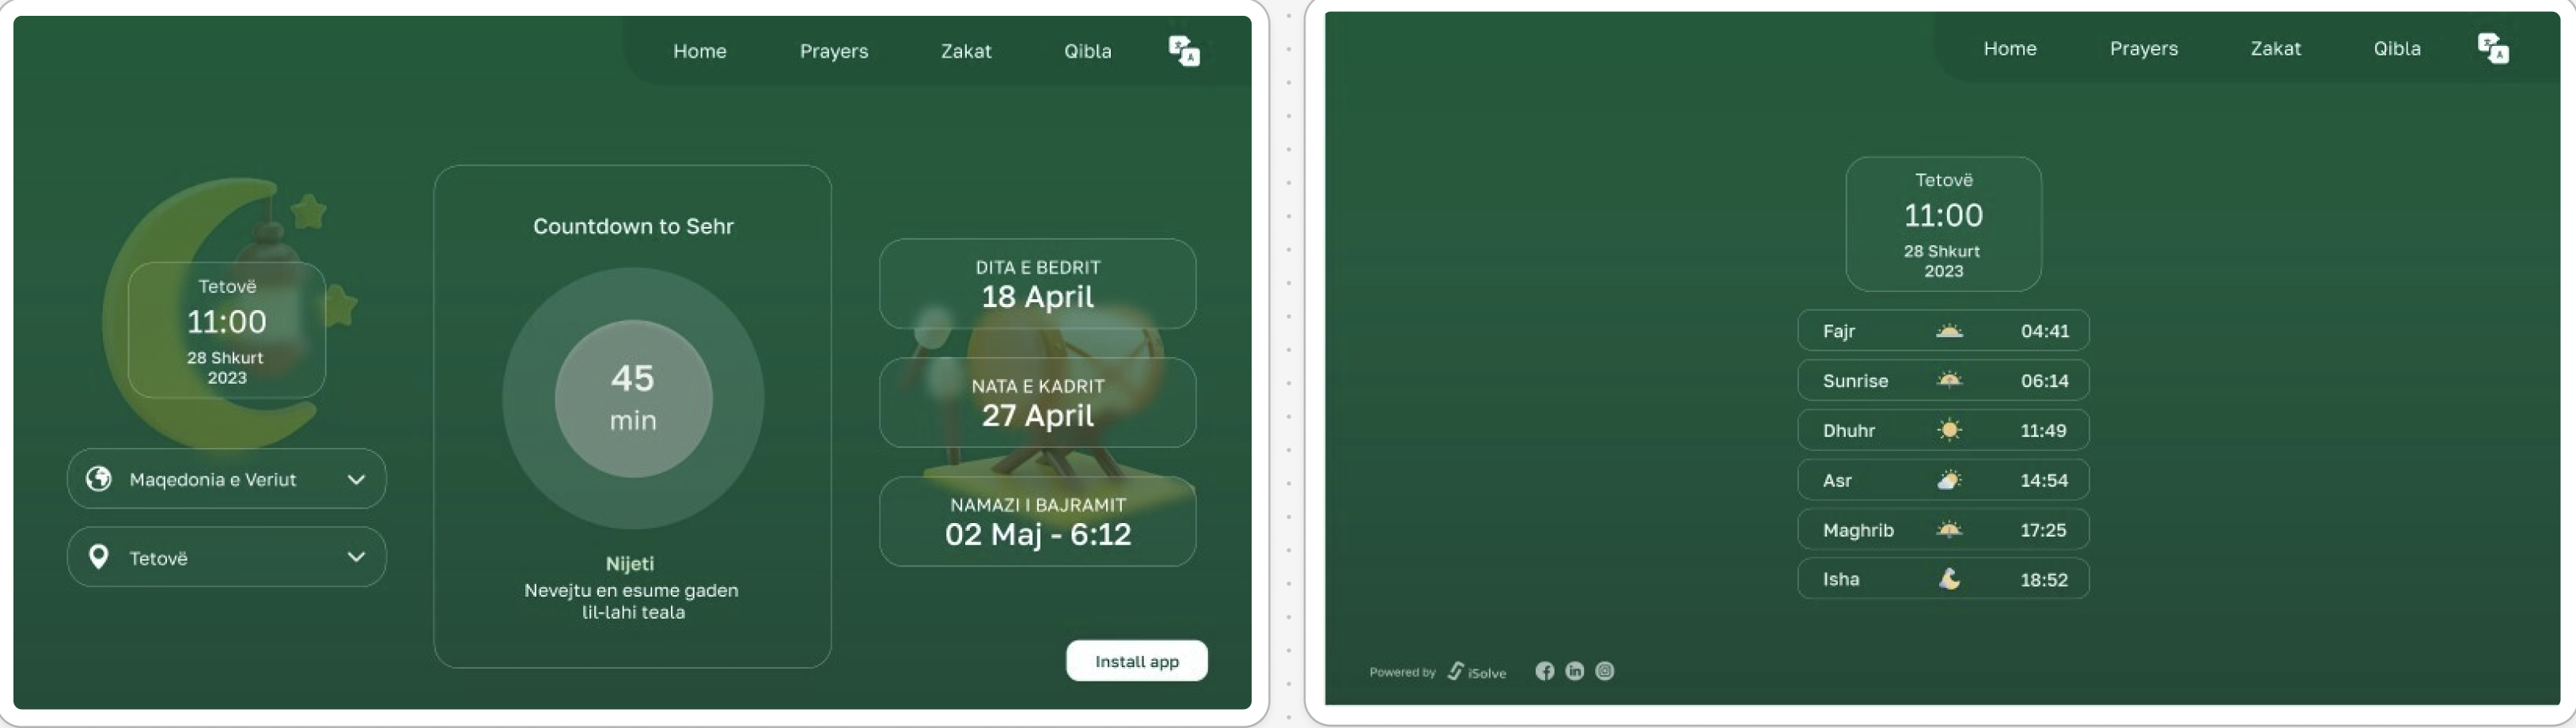 Home Prayers Zakat Qibla
Tetovë
11:00
28 Shkurt
2023
Maqedonia e Veriut
Tetovë
Countdown to Sehr
45
min
Nijeti
Nevejtu en esume gaden
lil-lahi teala
DITA E BEDRIT
18 April
NATA E KADRIT
27 April
NAMAZI I BAJRAMIT
02 Maj - 6:12
Install app
Home Prayers Zakat Qibla
Tetovë
11:00
28 Shkurt
2023
Fajr 04:41
Sunrise 06:14
Dhuhr 11:49
Asr 14:54
Maghrib 17:25
Isha 18:52
Powered by iSolve